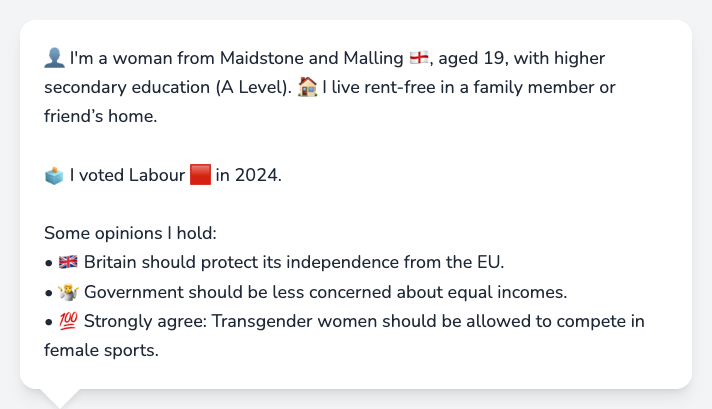 👤 I'm a woman from Maidstone and Malling 🏴󠁧󠁢󠁥󠁮󠁧󠁿, aged 19, with higher
secondary education (A Level). 🏠 I live rent-free in a family member or
friend’s home.
🗳️ I voted Labour 🟥 in 2024.
Some opinions I hold:
• 🇬🇧 Britain should protect its independence from the EU.
• 🤷 Government should be less concerned about equal incomes.
• 💯 Strongly agree: Transgender women should be allowed to compete in
female sports.